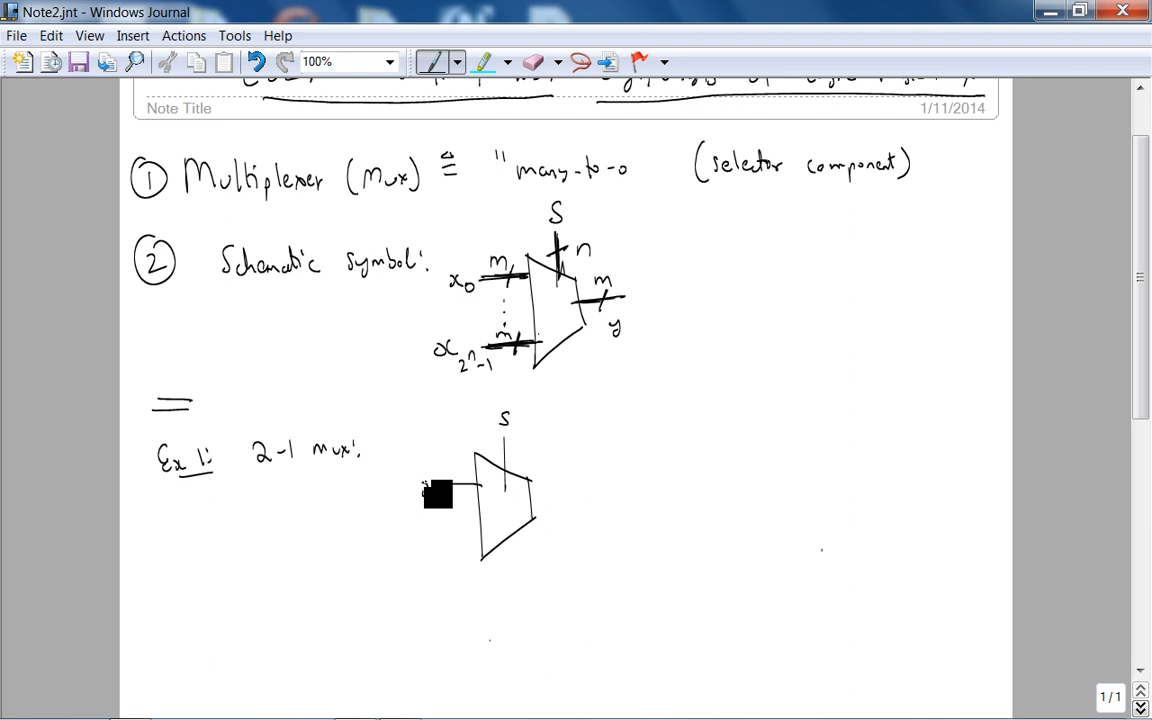 Note2.jnt - Windows Journal
File Edit View Insert Actions Tools Help
100%
Note Title 1/11/2014
① Multiplexer (Mux) ≙ "many-to-o (selector component)
② Schematic symbol:
S
n
m
x₀
m
y
m
x₂ⁿ₋₁
Ex 1: 2-1 mux:
S
1 / 1